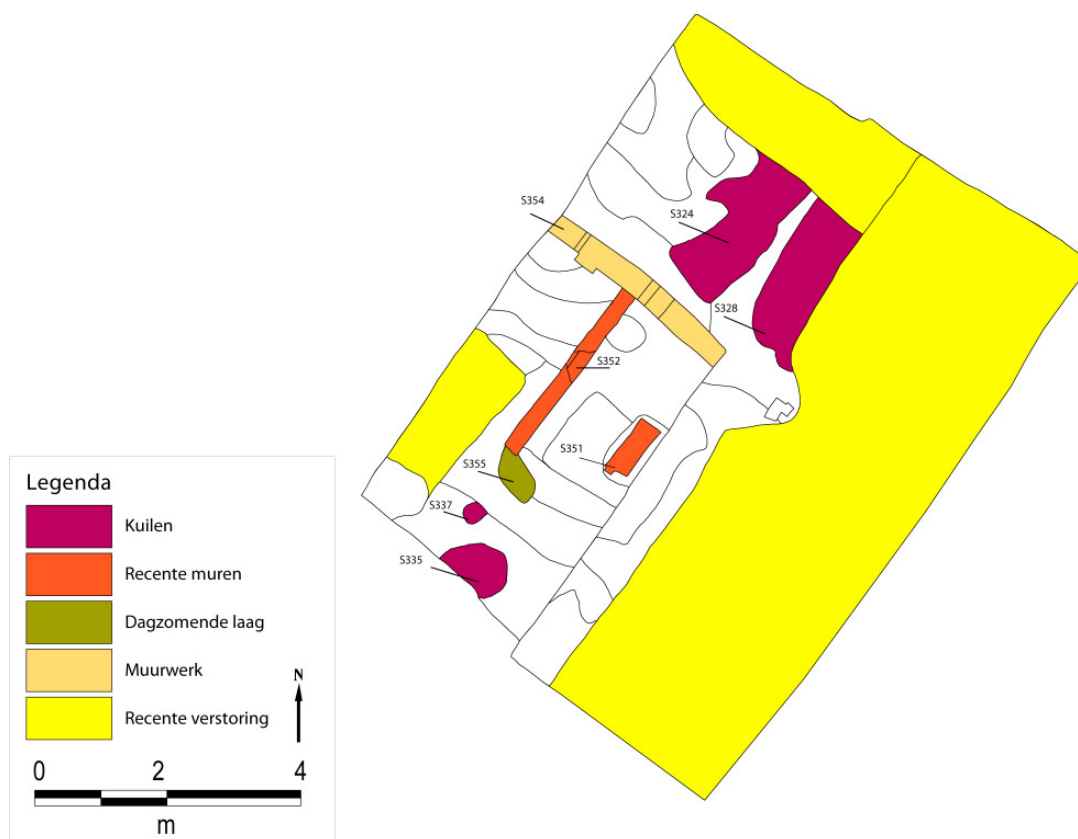 S354
S324
S328
S352
S351
S355
S337
S335
Legenda
Kuilen
Recente muren
Dagzomende laag
Muurwerk
Recente verstoring
N
0 2 4
m